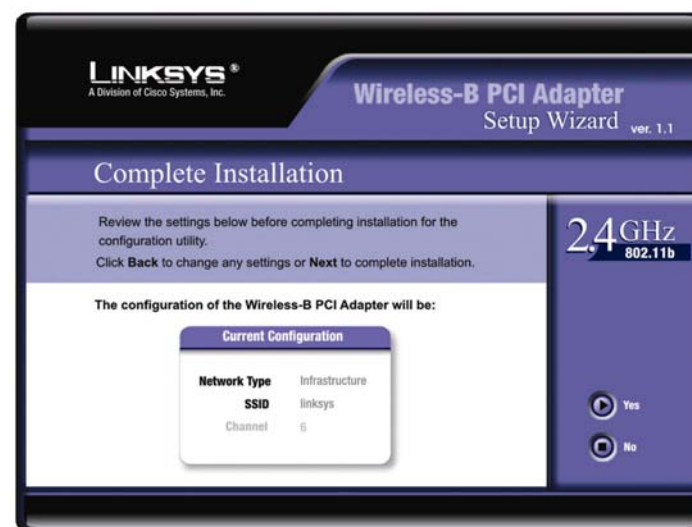 LINKSYS®
A Division of Cisco Systems, Inc.
Wireless-B PCI Adapter
Setup Wizard ver. 1.1
Complete Installation
Review the settings below before completing installation for the
configuration utility.
Click Back to change any settings or Next to complete installation.
2.4GHz
802.11b
The configuration of the Wireless-B PCI Adapter will be:
Current Configuration
Network Type Infrastructure
SSID linksys
Channel 6
Yes
No